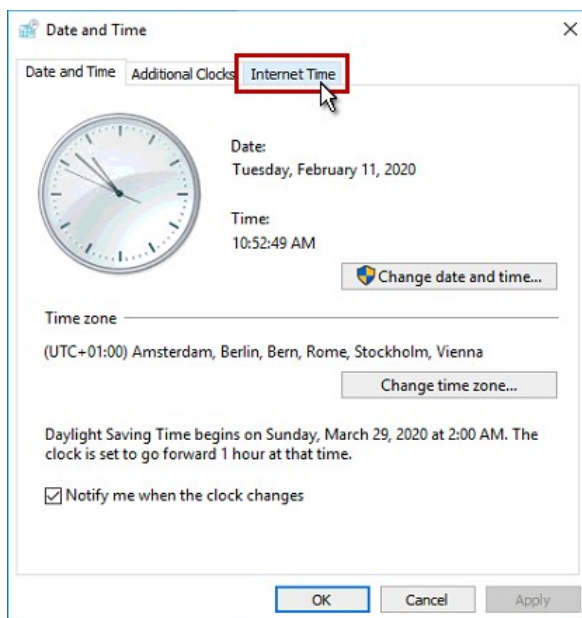 Date and Time
Date and Time Additional Clocks Internet Time
Date:
Tuesday, February 11, 2020
Time:
10:52:49 AM
Change date and time...
Time zone
(UTC+01:00) Amsterdam, Berlin, Bern, Rome, Stockholm, Vienna
Change time zone...
Daylight Saving Time begins on Sunday, March 29, 2020 at 2:00 AM. The
clock is set to go forward 1 hour at that time.
Notify me when the clock changes
OK Cancel Apply